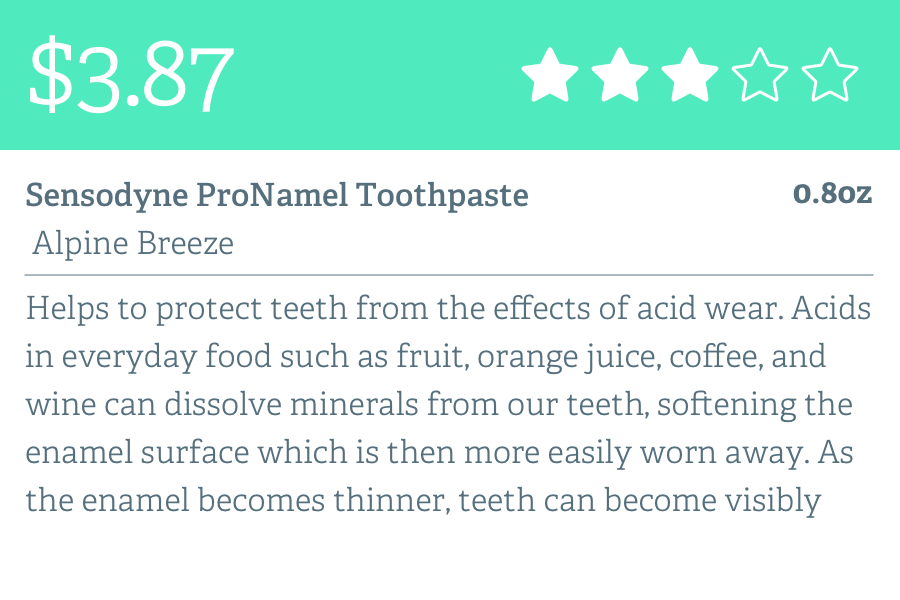 $3.87
Sensodyne ProNamel Toothpaste 0.8oz
Alpine Breeze
Helps to protect teeth from the effects of acid wear. Acids
in everyday food such as fruit, orange juice, coffee, and
wine can dissolve minerals from our teeth, softening the
enamel surface which is then more easily worn away. As
the enamel becomes thinner, teeth can become visibly